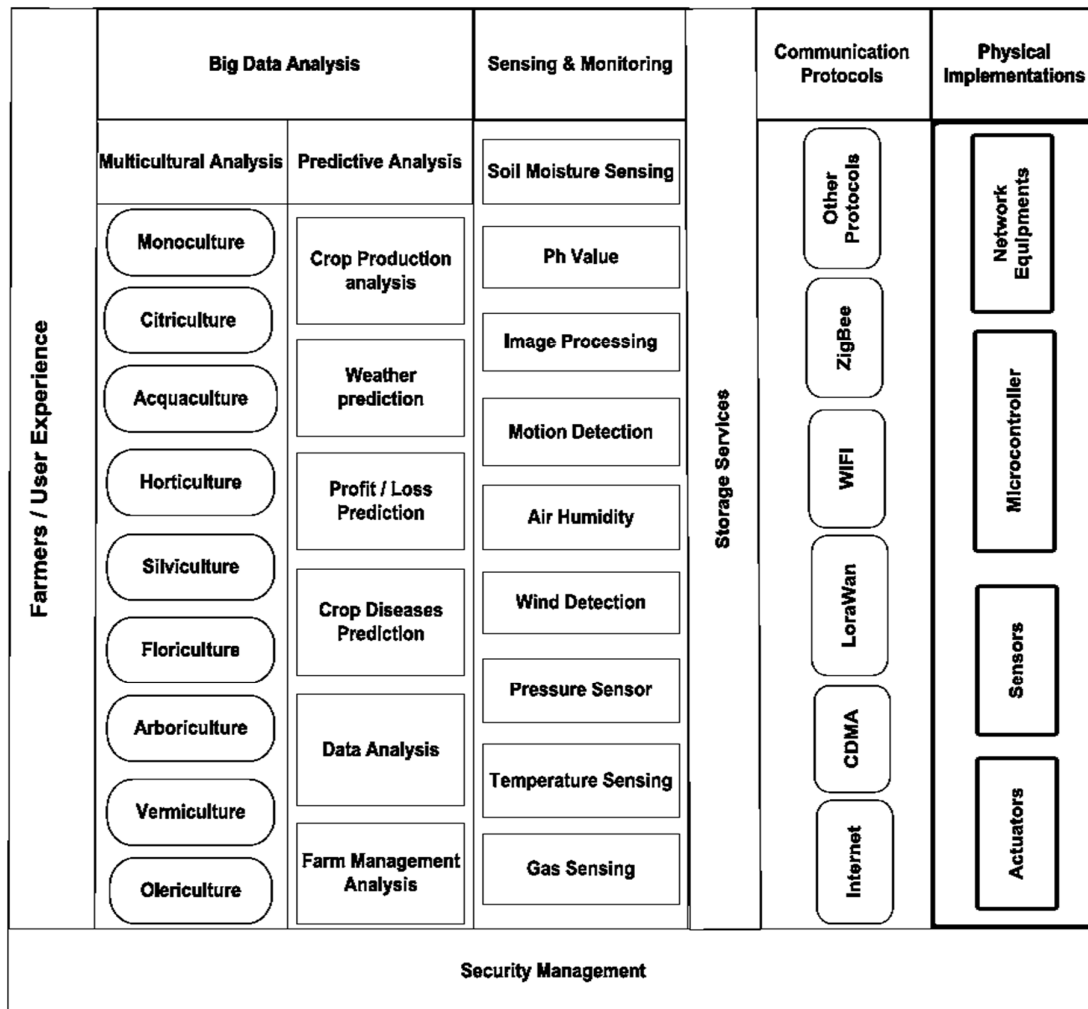 Farmers / User Experience
Big Data Analysis
Multicultural Analysis
Monoculture
Citriculture
Acquaculture
Horticulture
Silviculture
Floriculture
Arboriculture
Vermiculture
Olericulture
Predictive Analysis
Crop Production
analysis
Weather
prediction
Profit / Loss
Prediction
Crop Diseases
Prediction
Data Analysis
Farm Management
Analysis
Sensing & Monitoring
Soil Moisture Sensing
Ph Value
Image Processing
Motion Detection
Air Humidity
Wind Detection
Pressure Sensor
Temperature Sensing
Gas Sensing
Storage Services
Communication
Protocols
Other
Protocols
ZigBee
WIFI
LoraWan
CDMA
Internet
Physical
Implementations
Network
Equipments
Microcontroller
Sensors
Actuators
Security Management